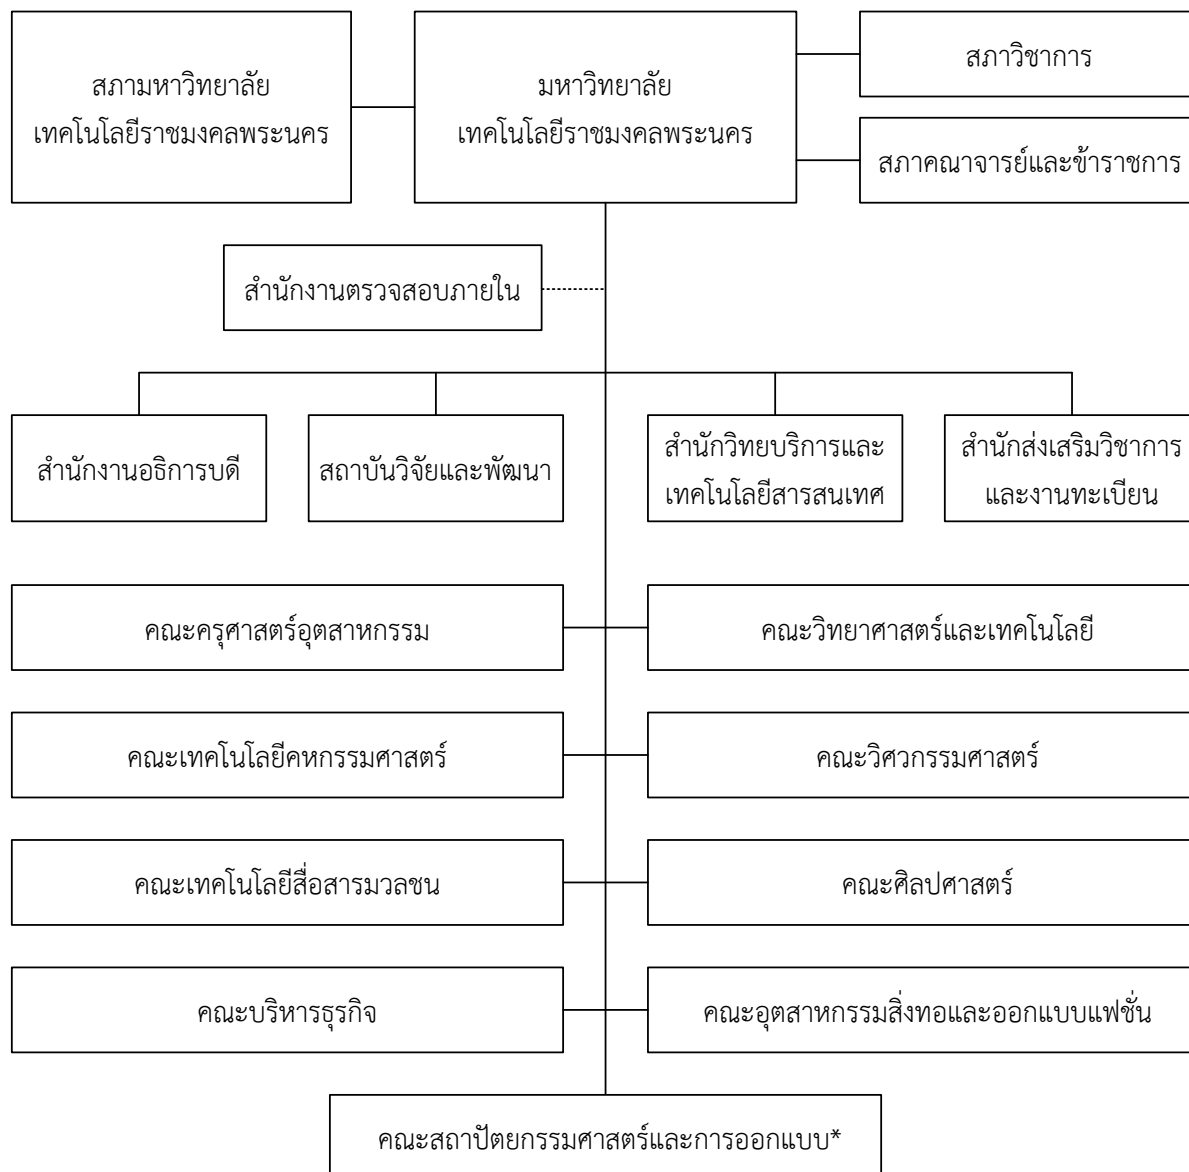 สภามหาวิทยาลัย
เทคโนโลยีราชมงคลพระนคร
มหาวิทยาลัย
เทคโนโลยีราชมงคลพระนคร
สภาวิชาการ
สภาคณาจารย์และข้าราชการ
สำนักงานตรวจสอบภายใน
สำนักงานอธิการบดี
สถาบันวิจัยและพัฒนา
สำนักวิทยบริการและ
เทคโนโลยีสารสนเทศ
สำนักส่งเสริมวิชาการ
และงานทะเบียน
คณะครุศาสตร์อุตสาหกรรม
คณะวิทยาศาสตร์และเทคโนโลยี
คณะเทคโนโลยีคหกรรมศาสตร์
คณะวิศวกรรมศาสตร์
คณะเทคโนโลยีสื่อสารมวลชน
คณะศิลปศาสตร์
คณะบริหารธุรกิจ
คณะอุตสาหกรรมสิ่งทอและออกแบบแฟชั่น
คณะสถาปัตยกรรมศาสตร์และการออกแบบ*